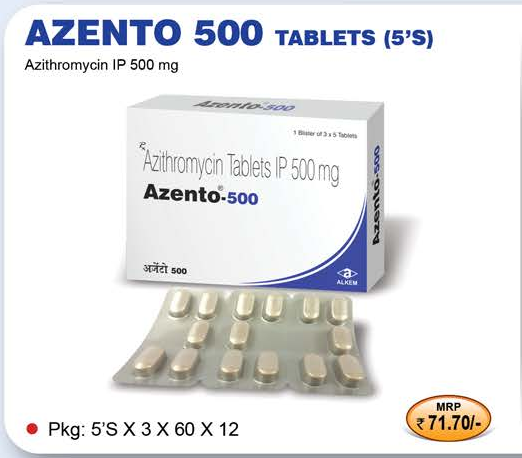 AZENTO 500 TABLETS (5'S)
Azithromycin IP 500 mg
Azento-500
1 Blister of 3 x 5 Tablets
℞ Azithromycin Tablets IP 500 mg
Azento®-500
Azento-500
अज़ेंटो 500
a
ALKEM
Pkg: 5'S X 3 X 60 X 12
MRP
₹ 71.70/-